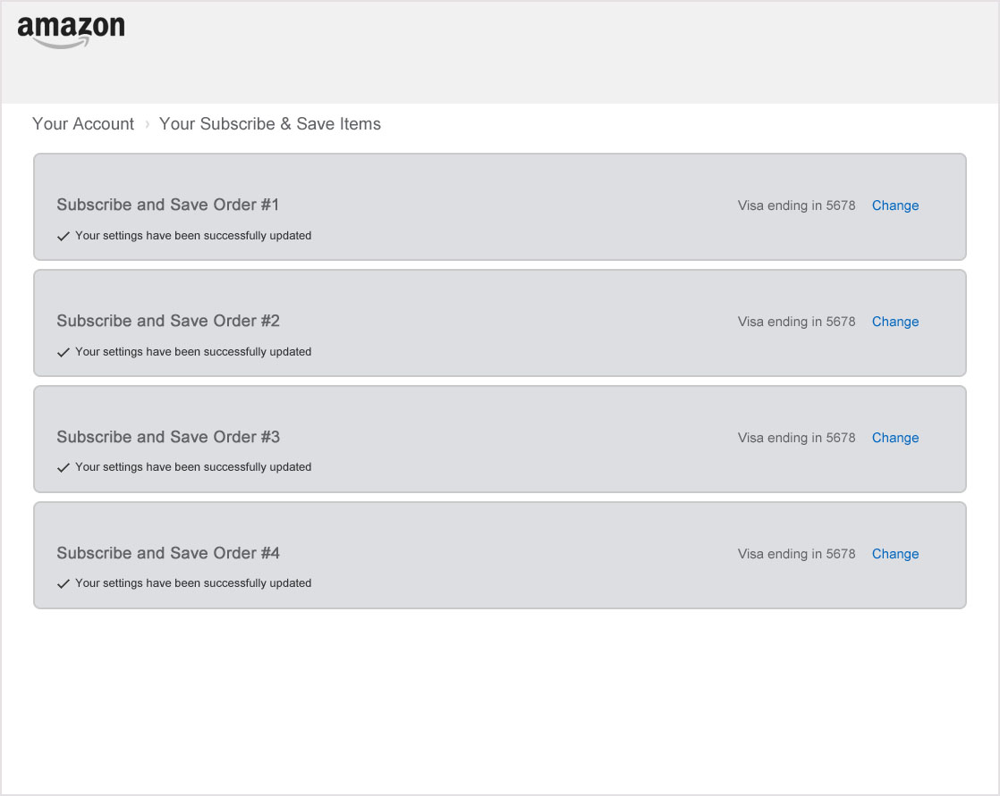 amazon
Your Account › Your Subscribe & Save Items
Subscribe and Save Order #1 Visa ending in 5678 Change
Your settings have been successfully updated
Subscribe and Save Order #2 Visa ending in 5678 Change
Your settings have been successfully updated
Subscribe and Save Order #3 Visa ending in 5678 Change
Your settings have been successfully updated
Subscribe and Save Order #4 Visa ending in 5678 Change
Your settings have been successfully updated